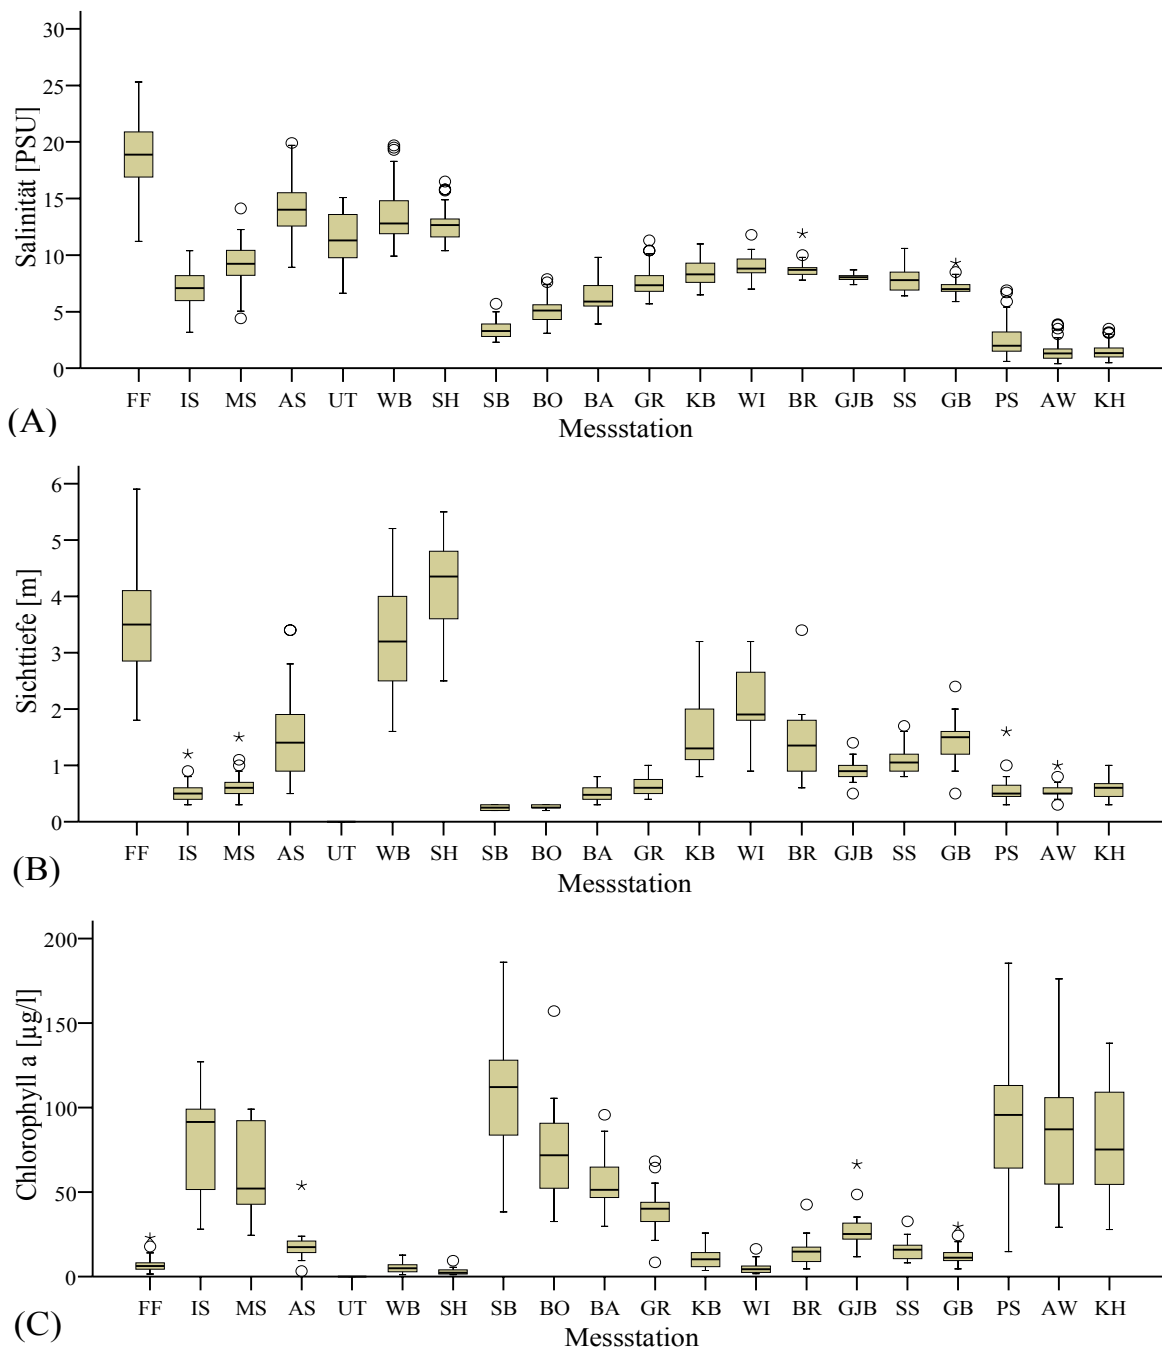 30
25
20
15
10
5
0
Salinität [PSU]
FF IS MS AS UT WB SH SB BO BA GR KB WI BR GJB SS GB PS AW KH
(A)
Messstation
6
5
4
3
2
1
0
Sichttiefe [m]
FF IS MS AS UT WB SH SB BO BA GR KB WI BR GJB SS GB PS AW KH
(B)
Messstation
200
150
100
50
0
Chlorophyll a [µg/l]
FF IS MS AS UT WB SH SB BO BA GR KB WI BR GJB SS GB PS AW KH
(C)
Messstation